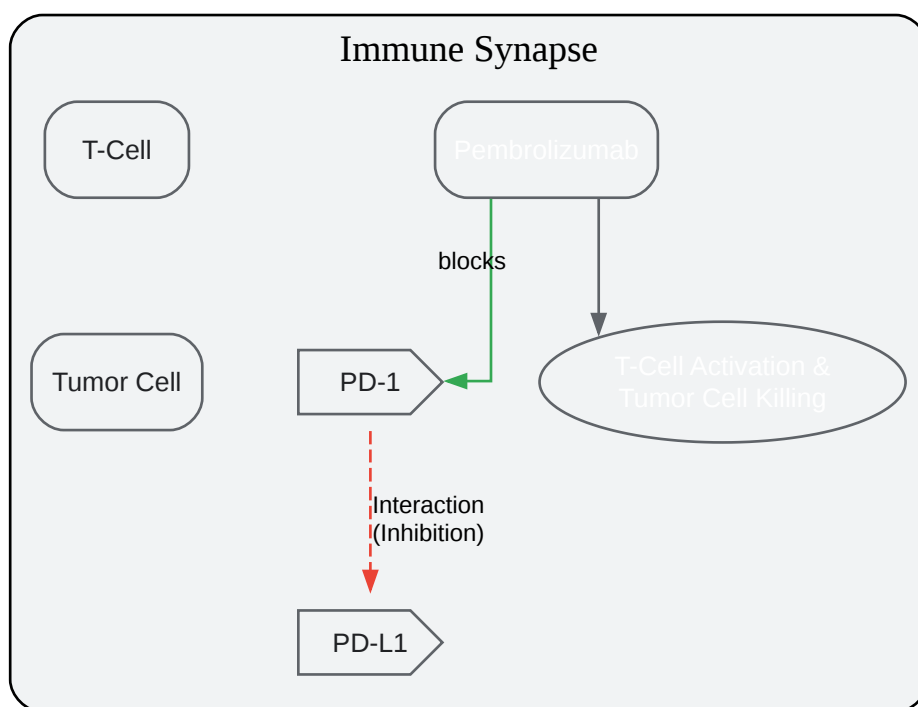 Immune Synapse
T-Cell
Pembrolizumab
blocks
Tumor Cell
PD-1
T-Cell Activation &
Tumor Cell Killing
Interaction
(Inhibition)
PD-L1